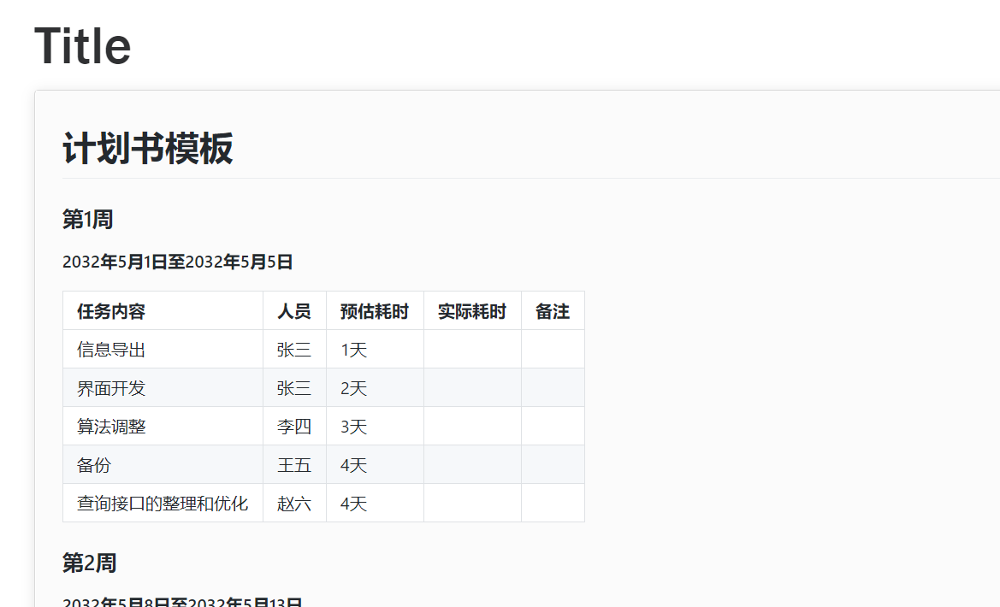 Title
计划书模板
第1周
2032年5月1日至2032年5月5日
任务内容 人员 预估耗时 实际耗时 备注
信息导出 张三 1天
界面开发 张三 2天
算法调整 李四 3天
备份 王五 4天
查询接口的整理和优化 赵六 4天
第2周
2032年5月8日至2032年5月13日